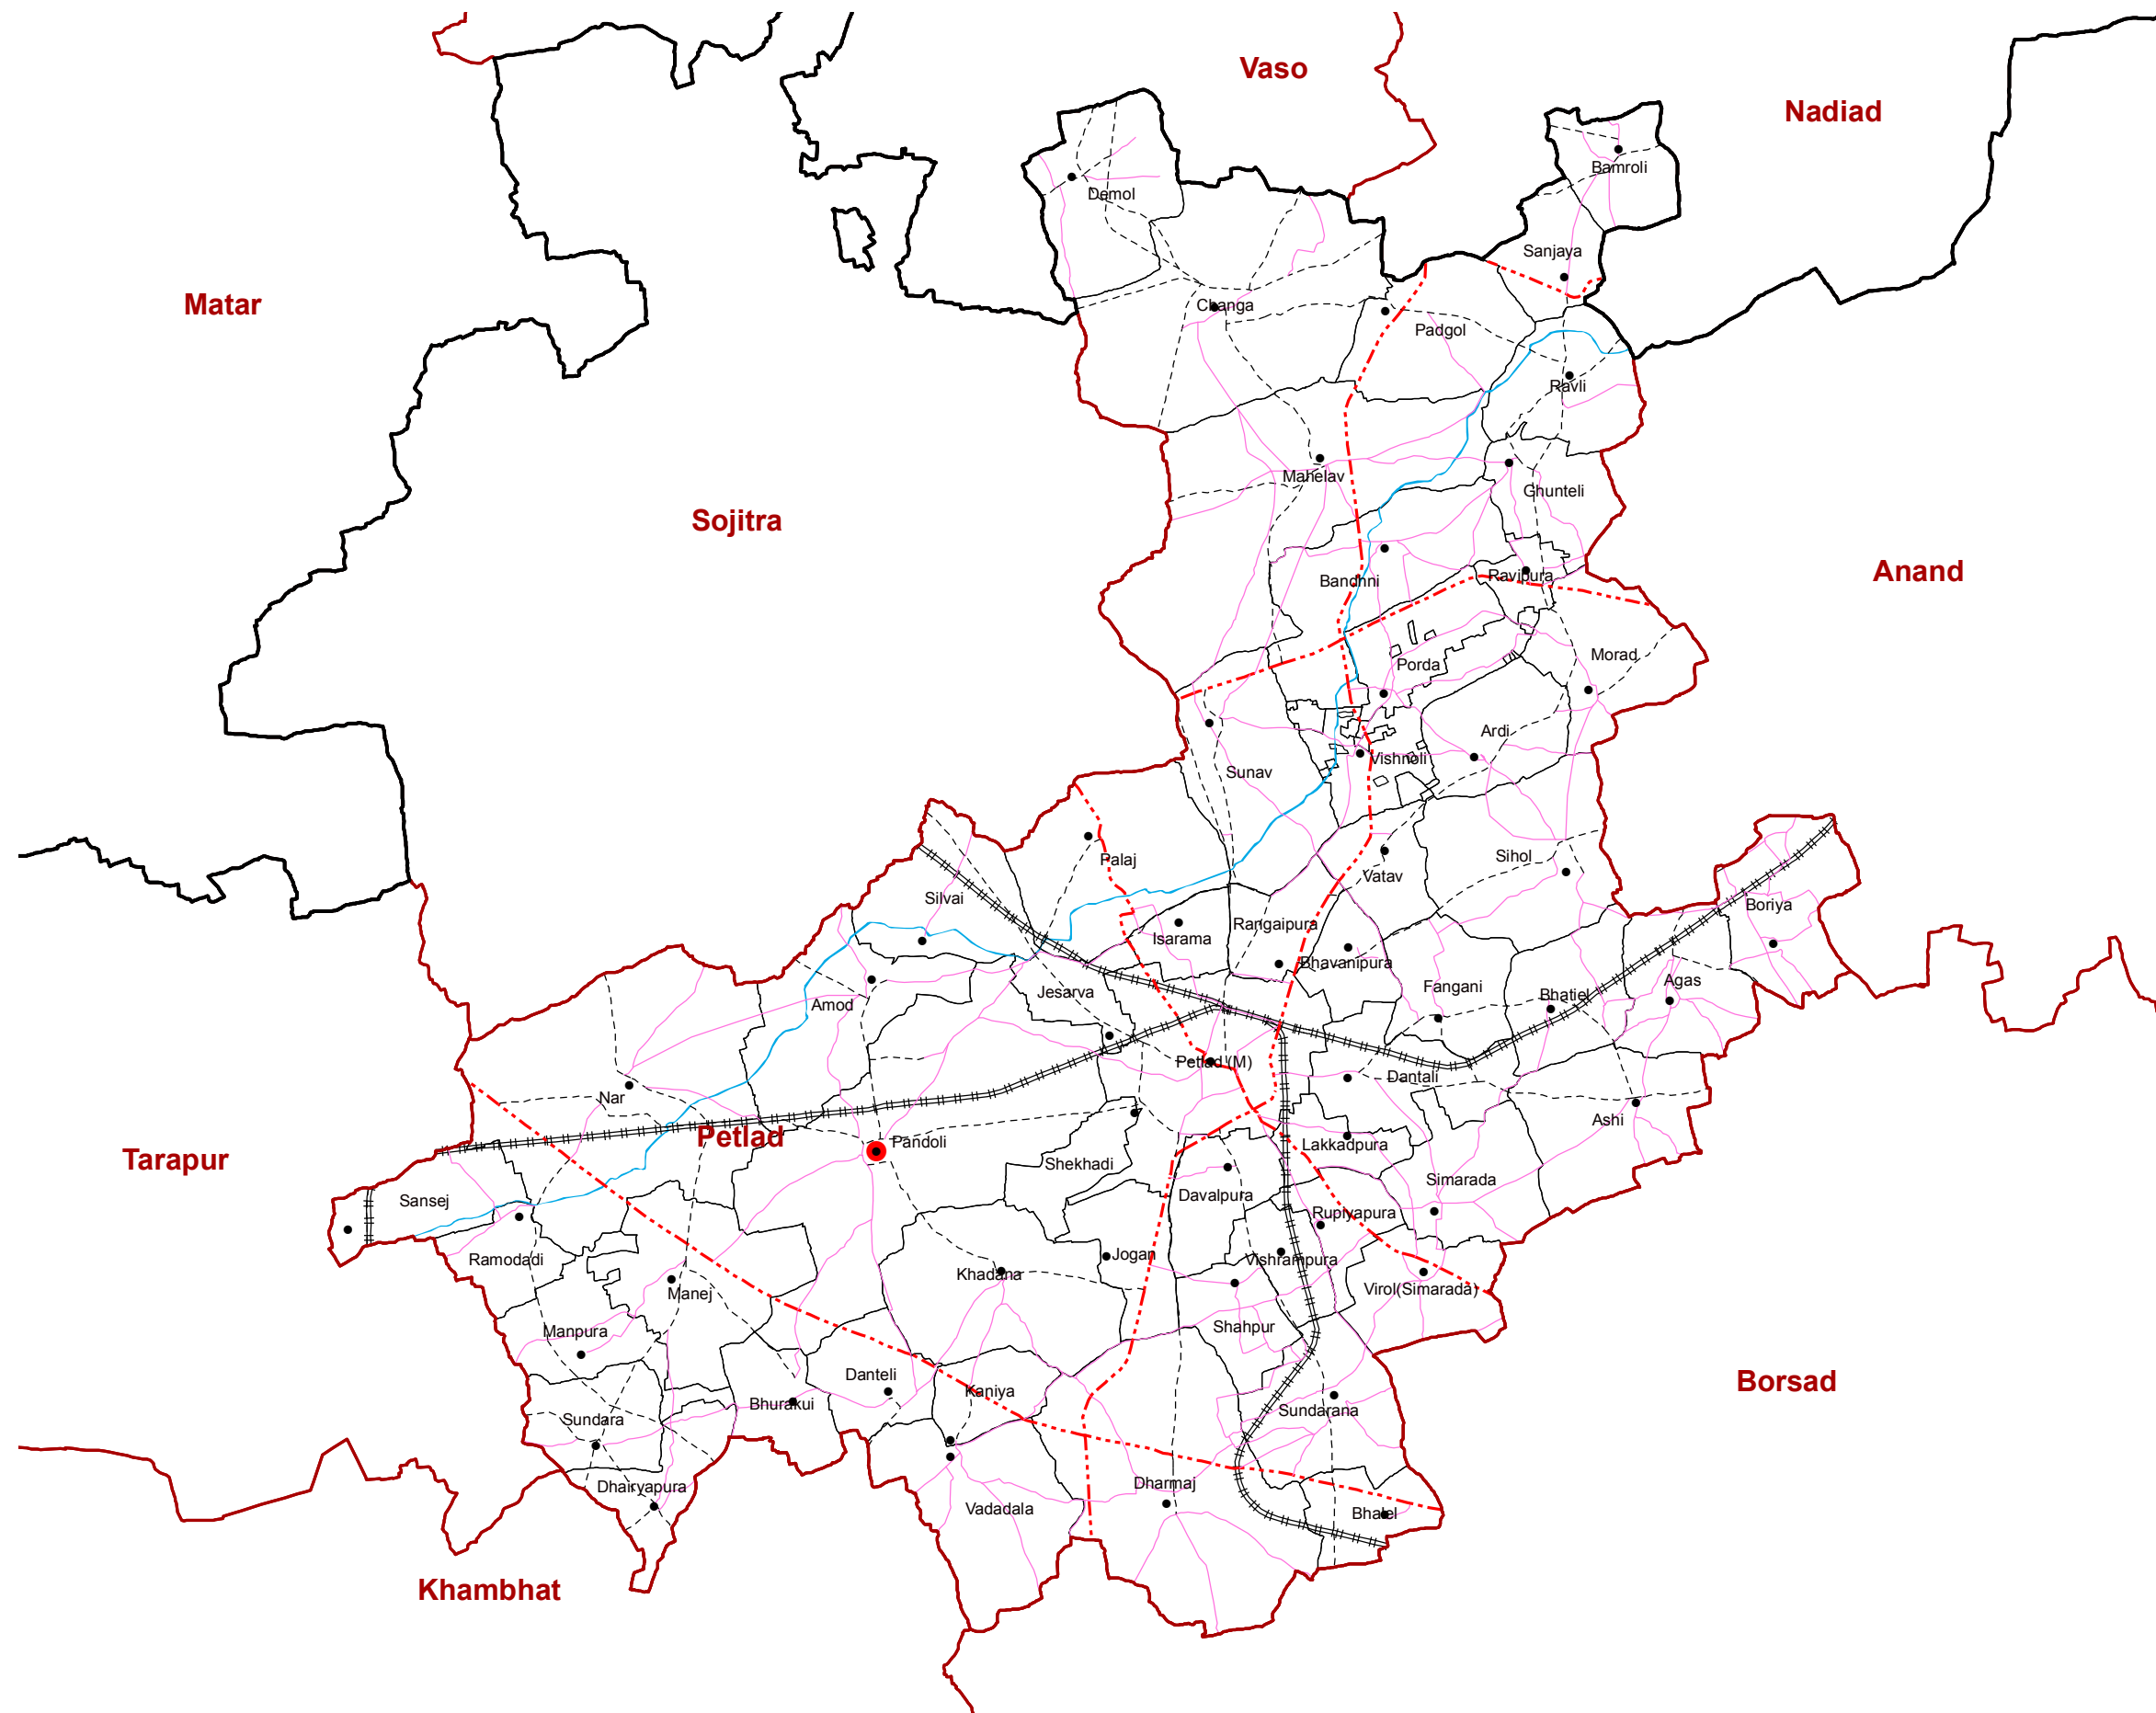 Vaso
Nadiad
Bamroli
Demol
Sanjaya
Matar
Changa
Padgol
Ravli
Mahelav
Ghunteli
Sojitra
Anand
Bandhni
Ravipura
Porda
Morad
Ardi
Vishnoli
Sunav
Palaj
Sihol
Vatav
Silvai
Boriya
Rangaipura
Isarama
Bhavanipura
Agas
Fangani
Jesarva
Bhatiel
Amod
Petlad (M)
Dantali
Nar
Ashi
Petlad
Pandoli
Lakkadpura
Tarapur
Shekhadi
Simarada
Davalpura
Sansej
Rupiyapura
Jogan
Ramodadi
Vishrampura
Khadana
Manej
Virol(Simarada)
Shahpur
Manpura
Danteli
Borsad
Kaniya
Bhurakui
Sundarana
Sundara
Dharmaj
Dhairyapura
Vadadala
Bhalel
Khambhat